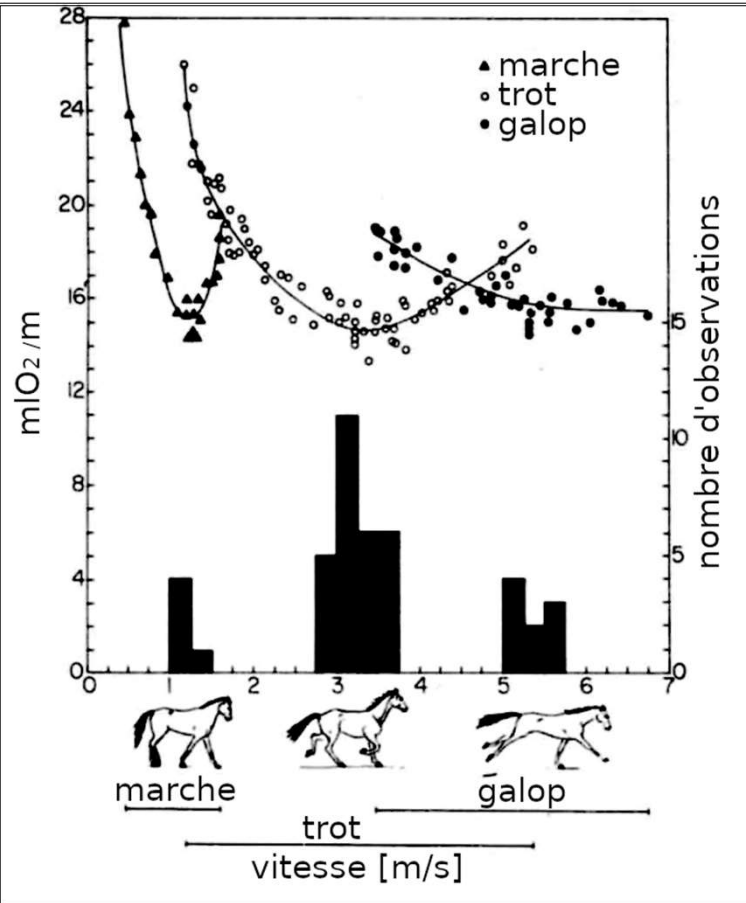 28
24
20
16
12
8
4
0
mlO₂/m
▲ marche
○ trot
● galop
15
10
5
0
nombre d'observations
0 1 2 3 4 5 6 7
marche
galop
trot
vitesse [m/s]